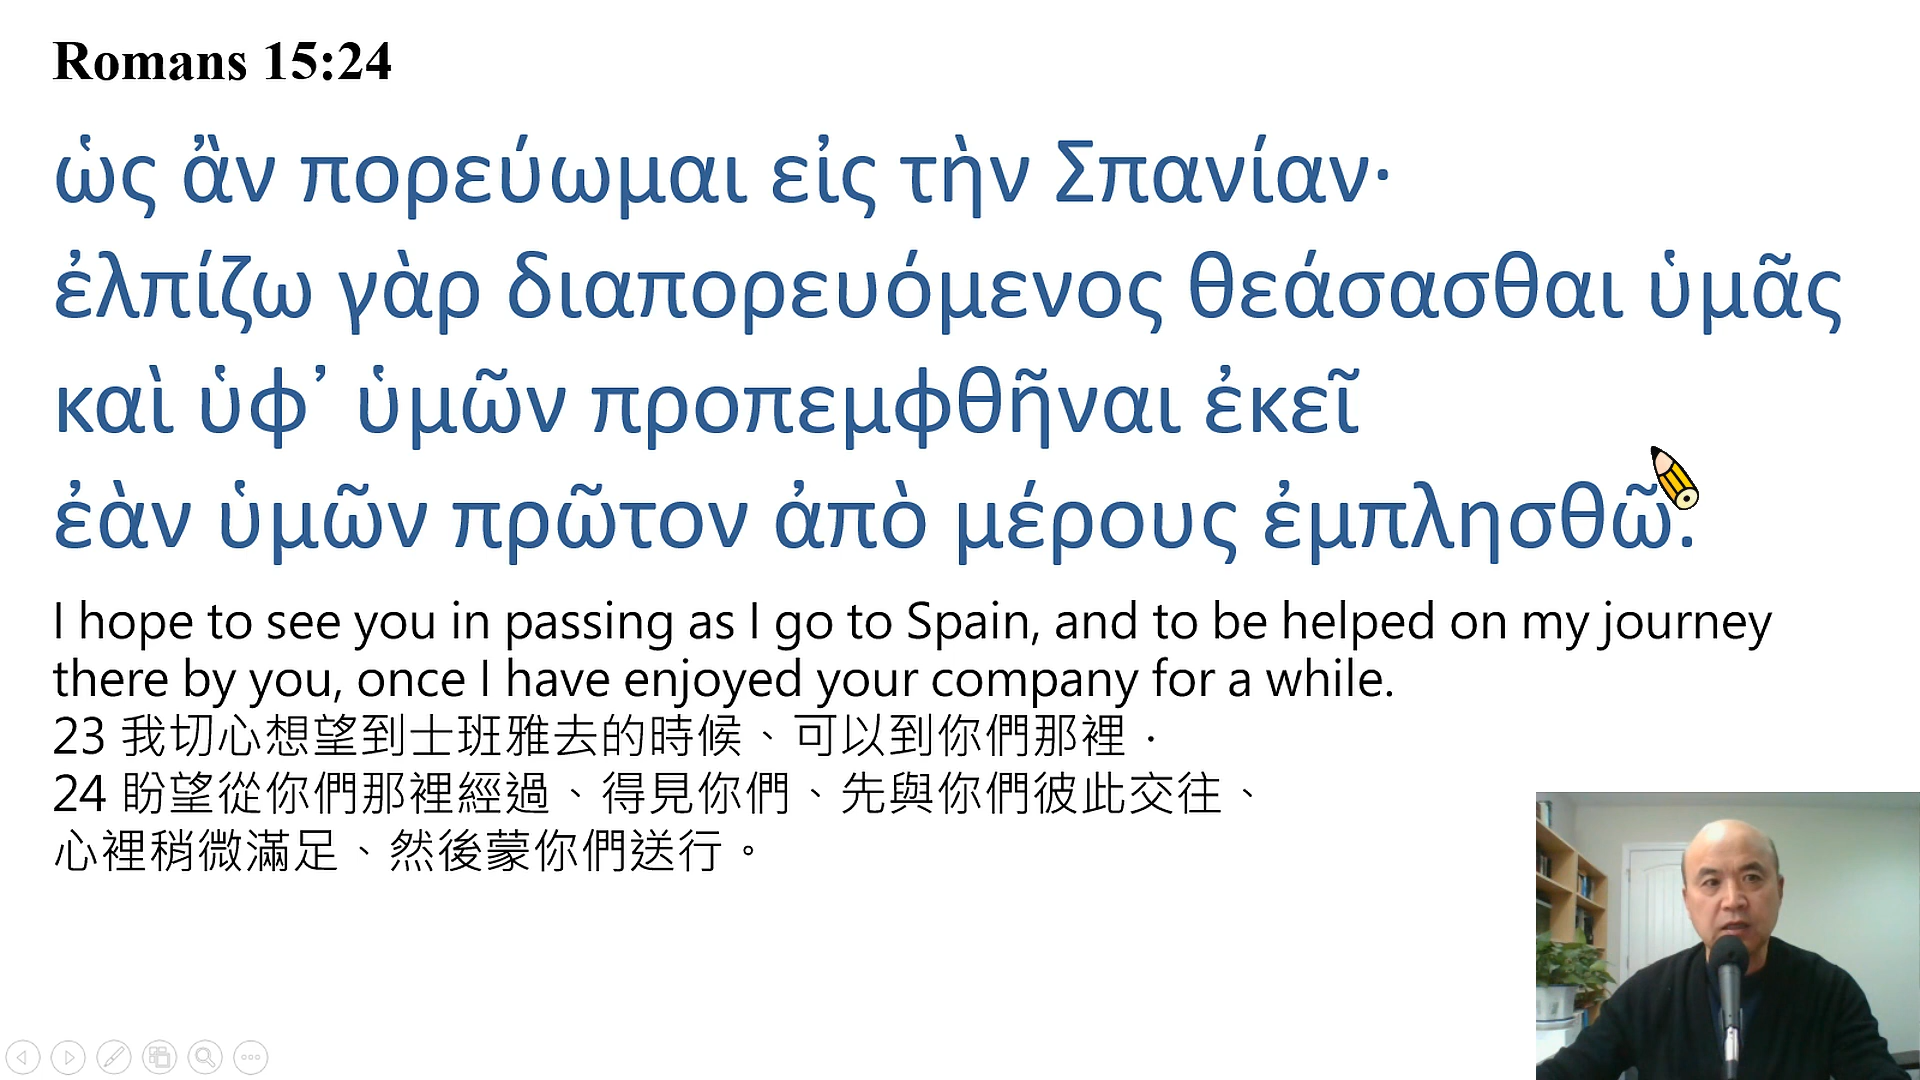 Romans 15:24
ὡς ἂν πορεύωμαι εἰς τὴν Σπανίαν·
ἐλπίζω γὰρ διαπορευόμενος θεάσασθαι ὑμᾶς
καὶ ὑφ᾽ ὑμῶν προπεμφθῆναι ἐκεῖ
ἐὰν ὑμῶν πρῶτον ἀπὸ μέρους ἐμπλησθῶ.
I hope to see you in passing as I go to Spain, and to be helped on my journey
there by you, once I have enjoyed your company for a while.
23 我切心想望到士班雅去的時候、可以到你們那裡．
24 盼望從你們那裡經過、得見你們、先與你們彼此交往、
心裡稍微滿足、然後蒙你們送行。